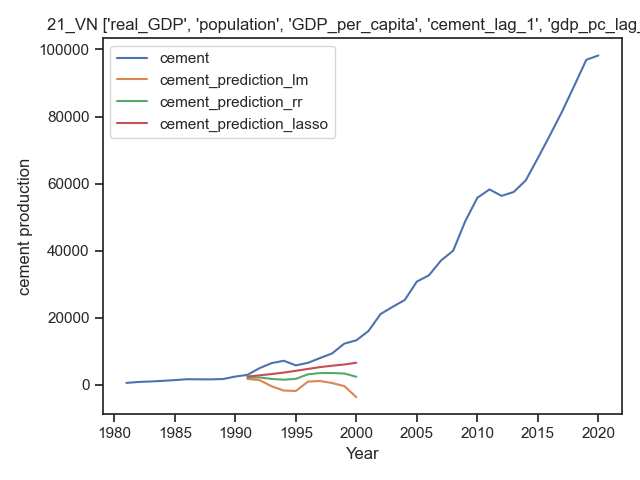 21_VN ['real_GDP', 'population', 'GDP_per_capita', 'cement_lag_1', 'gdp_pc_lag_
cement
cement_prediction_lm
cement_prediction_rr
cement_prediction_lasso
100000
80000
60000
40000
20000
0
cement production
1980 1985 1990 1995 2000 2005 2010 2015 2020
Year